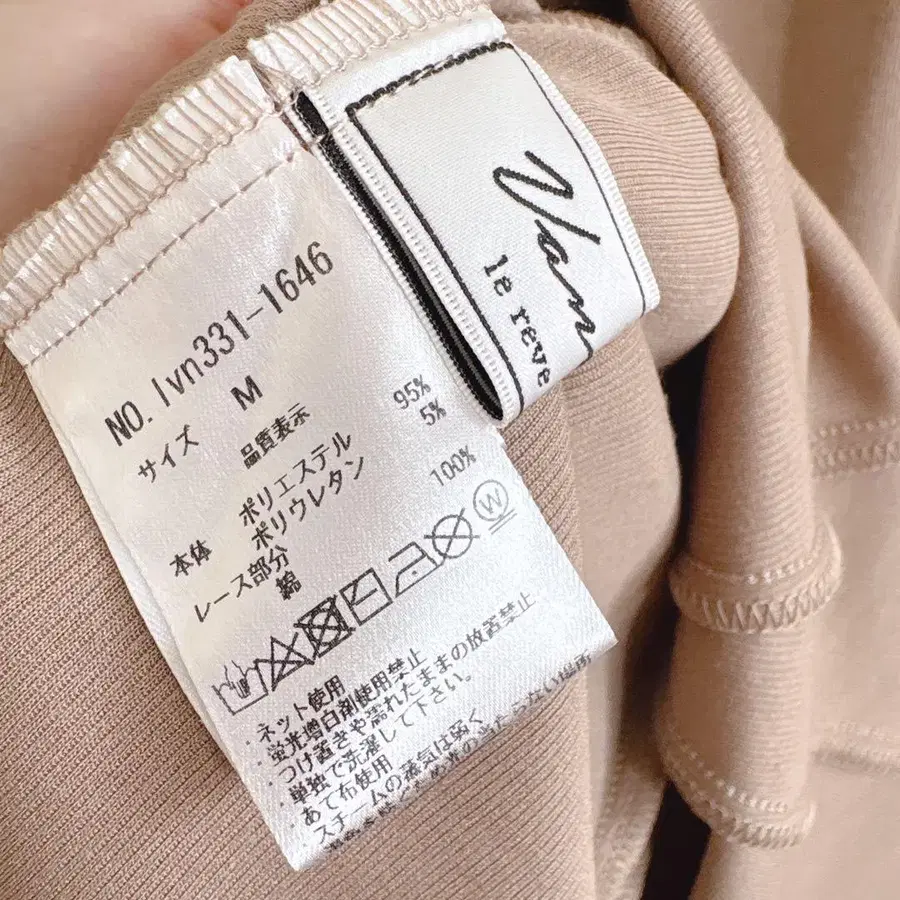 Van
le reve
NO. lvn331-1646
サイズ M
品質表示
本体 ポリエステル 95%
ポリウレタン 5%
レース部分
綿 100%
W
・ネット使用
・蛍光増白剤使用禁止
・つけ置きや濡れたままの放置禁止
・単独で洗濯して下さい。
・あて布使用
・スチームの蒸気は弱く